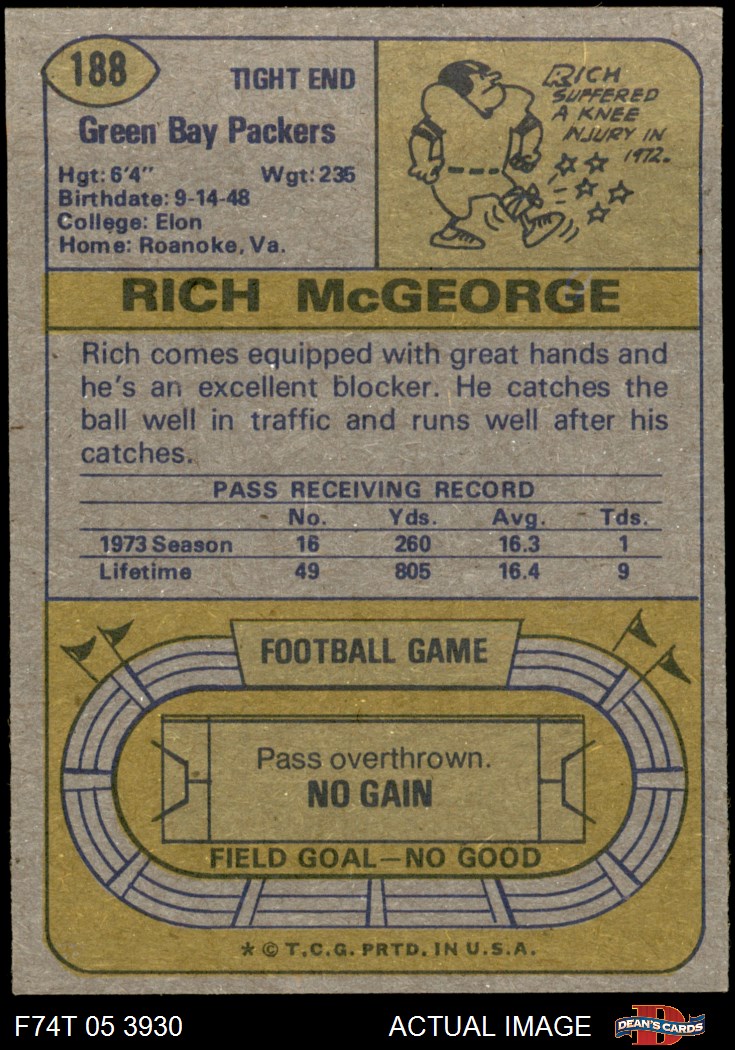 188
TIGHT END
Green Bay Packers
Hgt: 6'4" Wgt: 235
Birthdate: 9-14-48
College: Elon
Home: Roanoke, Va.
RICH
SUFFERED
A KNEE
INJURY IN
1972.
RICH McGEORGE
Rich comes equipped with great hands and
he's an excellent blocker. He catches the
ball well in traffic and runs well after his
catches.
PASS RECEIVING RECORD
No. Yds. Avg. Tds.
1973 Season 16 260 16.3 1
Lifetime 49 805 16.4 9
FOOTBALL GAME
Pass overthrown.
NO GAIN
FIELD GOAL—NO GOOD
* © T.C.G. PRTD. IN U.S.A.
F74T 05 3930 ACTUAL IMAGE D DEAN'S CARDS